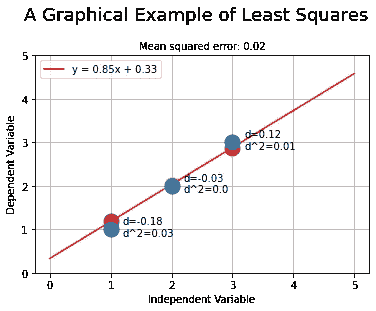 A Graphical Example of Least Squares
Mean squared error: 0.02
y = 0.85x + 0.33
5
4
3
2
1
0
Dependent Variable
d=0.12
d^2=0.01
d=-0.03
d^2=0.0
d=-0.18
d^2=0.03
0 1 2 3 4 5
Independent Variable